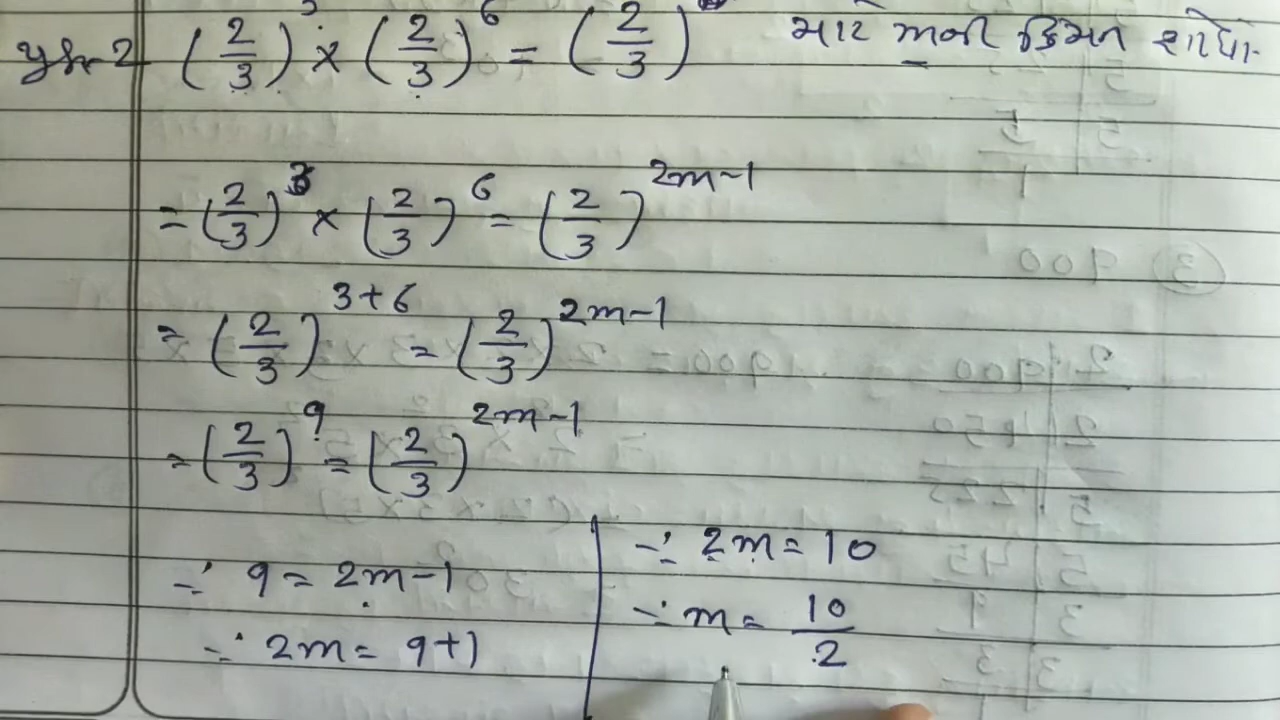 પ્રશ્ન-2 (2/3)³ × (2/3)⁶ = (2/3) માટે mની કિંમત શોધો.
= (2/3)³ × (2/3)⁶ = (2/3)²ᵐ⁻¹
= (2/3)³⁺⁶ = (2/3)²ᵐ⁻¹
= (2/3)⁹ = (2/3)²ᵐ⁻¹
∵ 9 = 2m-1
∵ 2m = 9+1
∵ 2m = 10
∵ m = 10/2